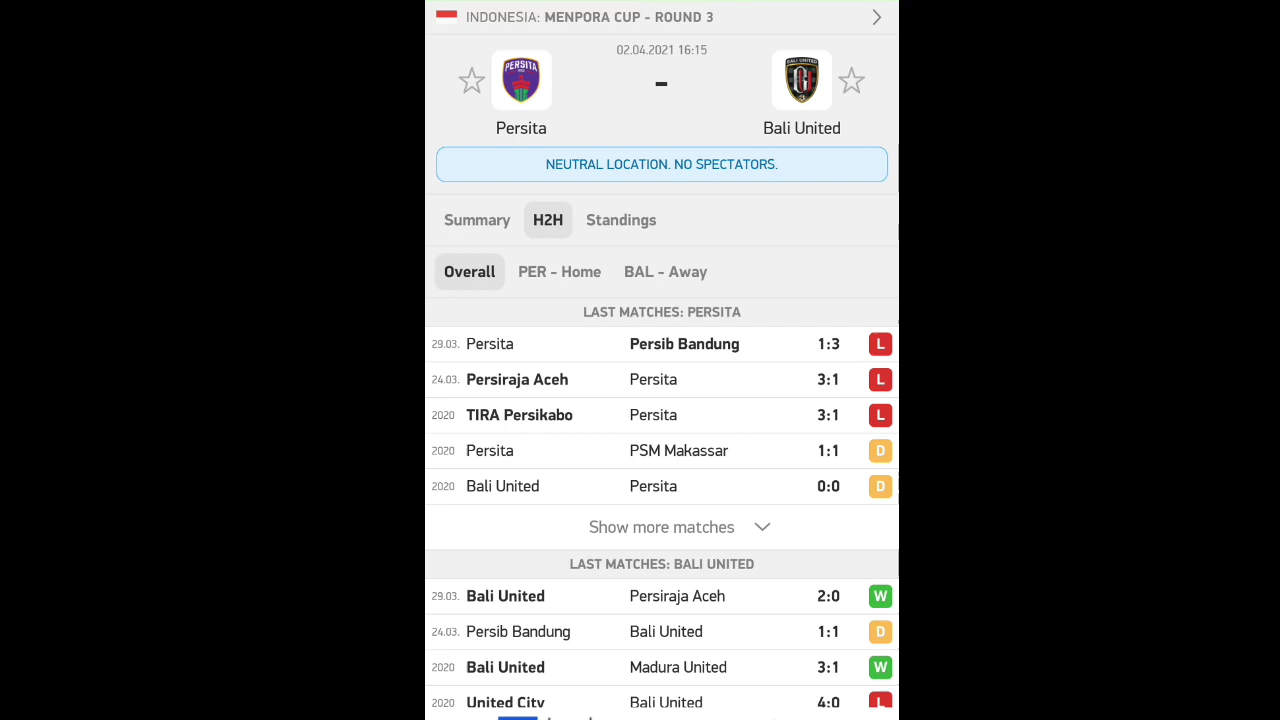 INDONESIA: MENPORA CUP - ROUND 3
02.04.2021 16:15
PERSITA
BALI UNITED
-
Persita Bali United
NEUTRAL LOCATION. NO SPECTATORS.
Summary H2H Standings
Overall PER - Home BAL - Away
LAST MATCHES: PERSITA
29.03. Persita Persib Bandung 1:3 L
24.03. Persiraja Aceh Persita 3:1 L
2020 TIRA Persikabo Persita 3:1 L
2020 Persita PSM Makassar 1:1 D
2020 Bali United Persita 0:0 D
Show more matches
LAST MATCHES: BALI UNITED
29.03. Bali United Persiraja Aceh 2:0 W
24.03. Persib Bandung Bali United 1:1 D
2020 Bali United Madura United 3:1 W
2020 United City Bali United 4:0 L